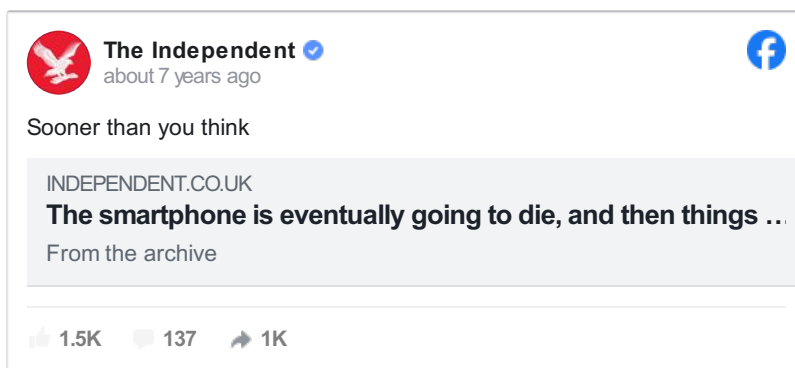 The Independent
about 7 years ago
Sooner than you think
INDEPENDENT.CO.UK
The smartphone is eventually going to die, and then things …
From the archive
1.5K 137 1K